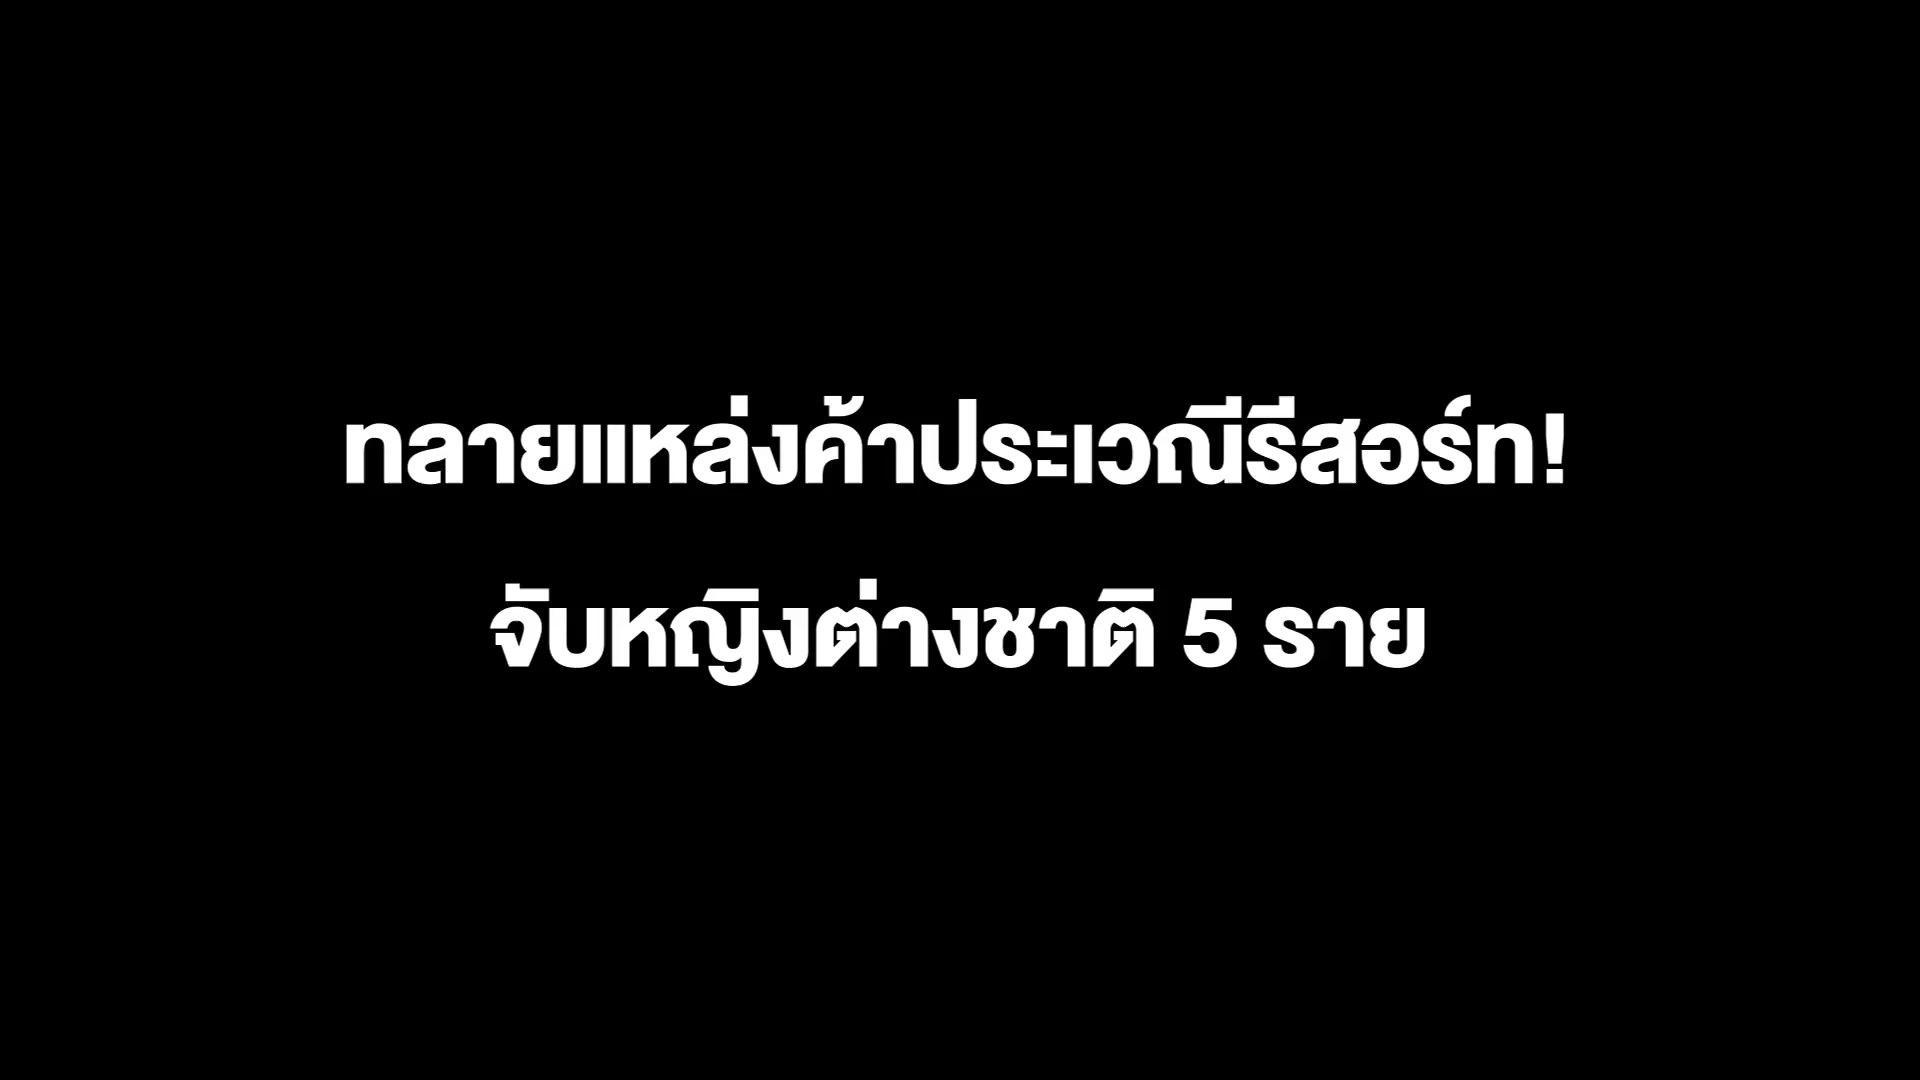 ทลายแหล่งค้าประเวณีรีสอร์ท!
จับหญิงต่างชาติ 5 ราย